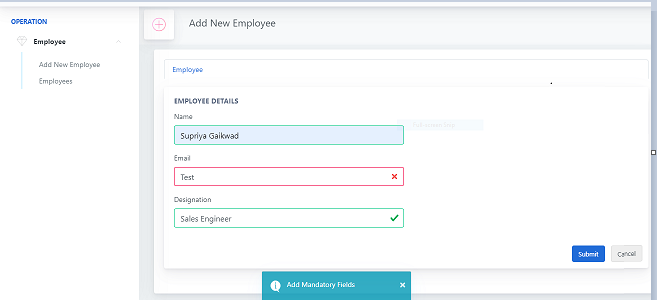 OPERATION
Employee
Add New Employee
Employees
Add New Employee
Employee
EMPLOYEE DETAILS
Name
Supriya Gaikwad
Email
Test
Designation
Sales Engineer
Submit
Cancel
Add Mandatory Fields